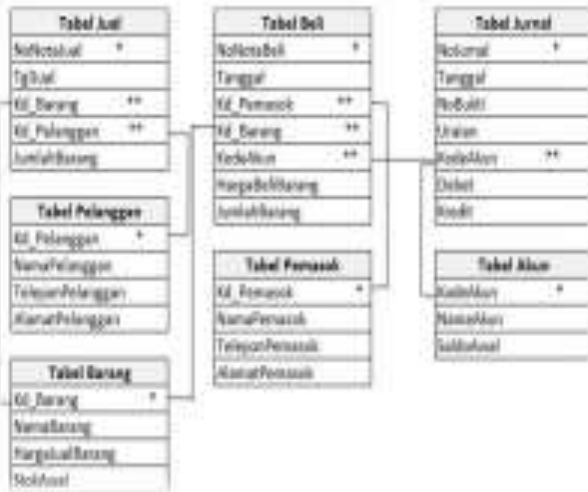 Tabel Jual
NoNotaJual *
TglJual
Kd_Barang **
Kd_Pelanggan **
JumlahBarang
Tabel Pelanggan
Kd_Pelanggan *
NamaPelanggan
TeleponPelanggan
AlamatPelanggan
Tabel Barang
Kd_Barang *
NamaBarang
HargaJualBarang
StokAwal
Tabel Beli
NoNotaBeli *
Tanggal
Kd_Pemasok **
Kd_Barang **
KodeAkun **
HargaBeliBarang
JumlahBarang
Tabel Pemasok
Kd_Pemasok *
NamaPemasok
TeleponPemasok
AlamatPemasok
Tabel Jurnal
NoJurnal *
Tanggal
NoBukti
Uraian
KodeAkun **
Debet
Kredit
Tabel Akun
KodeAkun *
NamaAkun
SaldoAwal